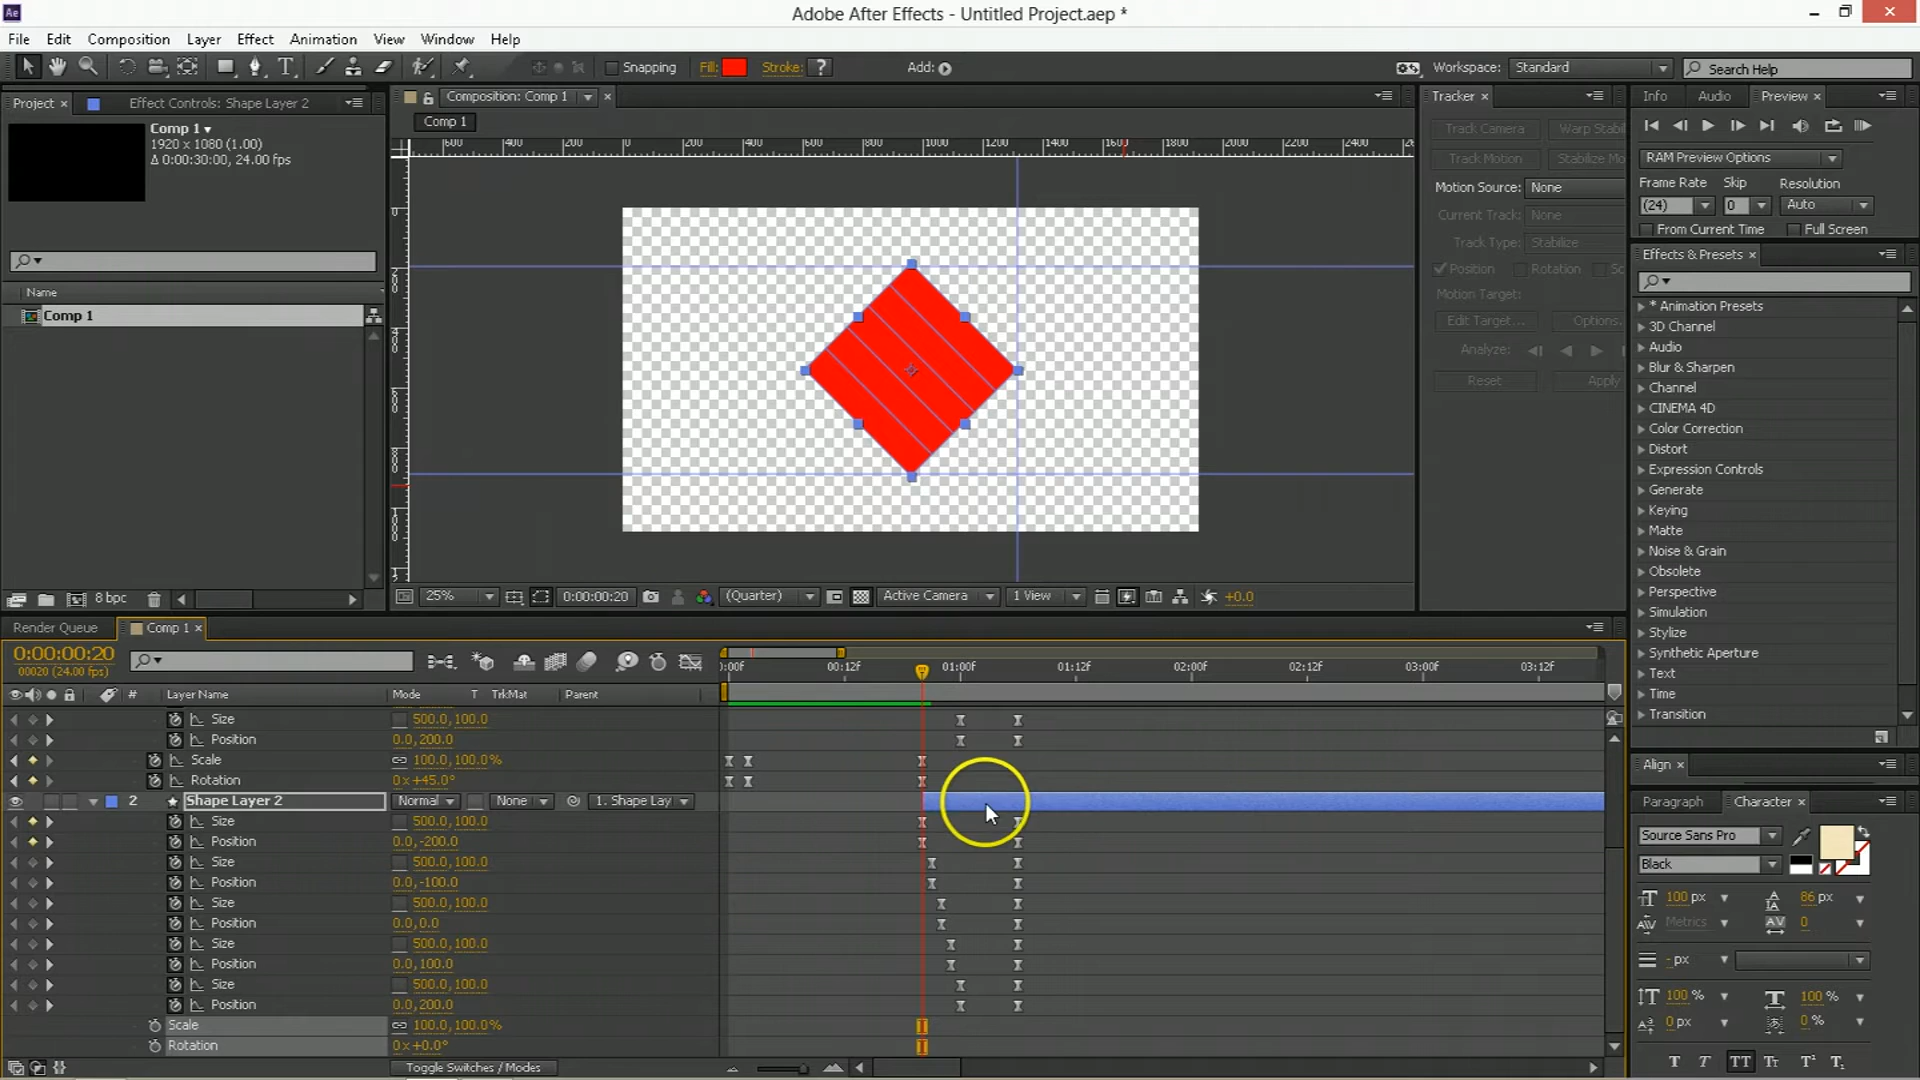 Ae
Adobe After Effects - Untitled Project.aep *
File Edit Composition Layer Effect Animation View Window Help
Snapping Fill: Stroke: ? Add: Workspace: Standard Search Help
Project × Effect Controls: Shape Layer 2 Composition: Comp 1 × Tracker × Info Audio Preview ×
Comp 1
Comp 1
1920 x 1080 (1.00)
Δ 0:00:30:00, 24.00 fps
Track Camera Warp Stabi
Track Motion Stabilize Mo
Motion Source: None
Current Track: None
Track Type: Stabilize
Position Rotation Sc
Motion Target:
Edit Target... Options.
Analyze:
Reset Apply
RAM Preview Options
Frame Rate Skip Resolution
(24) 0 Auto
From Current Time Full Screen
Effects & Presets ×
* Animation Presets
3D Channel
Audio
Blur & Sharpen
Channel
CINEMA 4D
Color Correction
Distort
Expression Controls
Generate
Keying
Matte
Noise & Grain
Obsolete
Perspective
Simulation
Stylize
Synthetic Aperture
Text
Time
Transition
Name
Comp 1
8 bpc
25% 0:00:00:20 (Quarter) Active Camera 1 View +0.0
Render Queue Comp 1 ×
0:00:00:20
00020 (24.00 fps)
):00f 00:12f 01:00f 01:12f 02:00f 02:12f 03:00f 03:12f
# Layer Name Mode T TrkMat Parent
Size 500.0,100.0
Position 0.0,200.0
Scale 100.0,100.0%
Rotation 0x+45.0°
2 Shape Layer 2 Normal None 1. Shape Lay
Size 500.0,100.0
Position 0.0,-200.0
Size 500.0,100.0
Position 0.0,-100.0
Size 500.0,100.0
Position 0.0,0.0
Size 500.0,100.0
Position 0.0,100.0
Size 500.0,100.0
Position 0.0,200.0
Scale 100.0,100.0%
Rotation 0x+0.0°
Toggle Switches / Modes
Align ×
Paragraph Character ×
Source Sans Pro
Black
100 px 86 px
Metrics 0
- px
100 % 100 %
0 px 0 %
T T TT Tt T¹ T₁